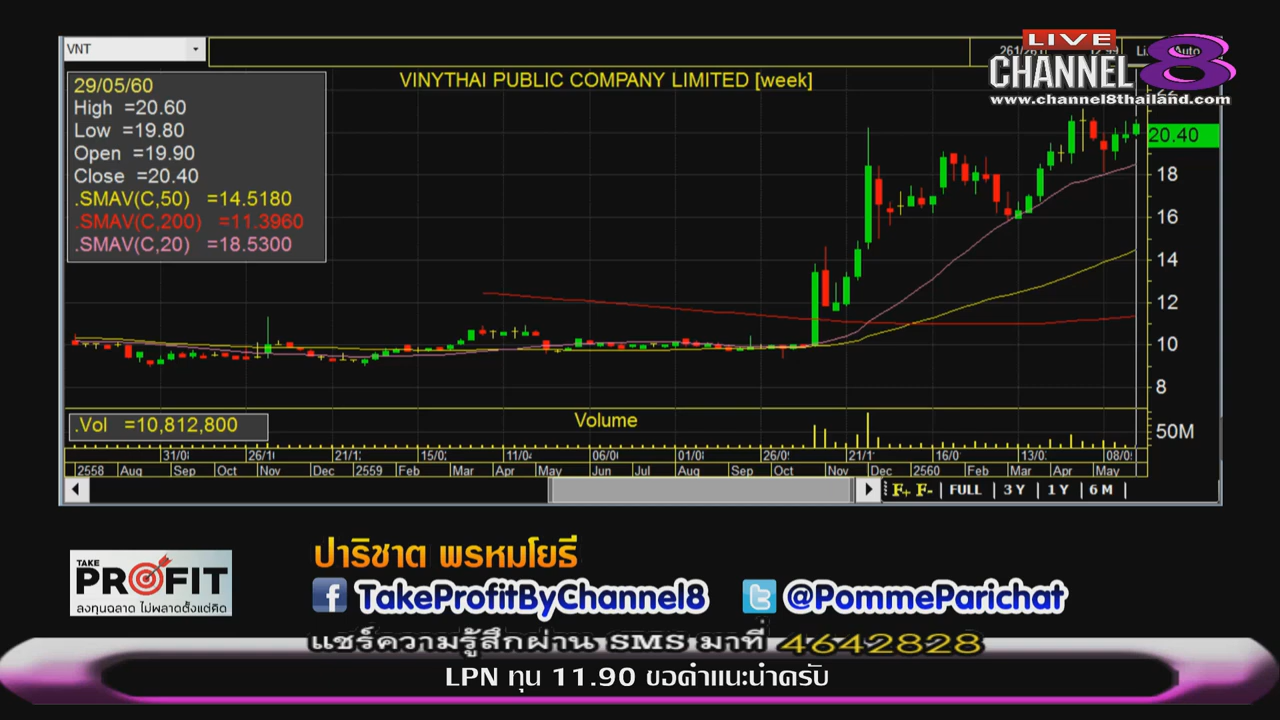 VNT
LIVE
CHANNEL 8
www.channel8thailand.com
VINYTHAI PUBLIC COMPANY LIMITED [week]
29/05/60
High =20.60
Low =19.80
Open =19.90
Close =20.40
.SMAV(C,50) =14.5180
.SMAV(C,200) =11.3960
.SMAV(C,20) =18.5300
20.40
18
16
14
12
10
8
.Vol =10,812,800
Volume
50M
2558 Aug Sep Oct Nov Dec 2559 Feb Mar Apr May Jun Jul Aug Sep Oct Nov Dec 2560 Feb Mar Apr May
F+ F- | FULL | 3 Y | 1 Y | 6 M |
TAKE
PROFIT
ลงทุนฉลาด ไม่พลาดตั้งแต่คิด
ปาริชาต พรหมโยธี
TakeProfitByChannel8 @PommeParichat
แชร์ความรู้สึกผ่าน SMS มาที่ 4642828
LPN ทุน 11.90 ขอคำแนะนำครับ